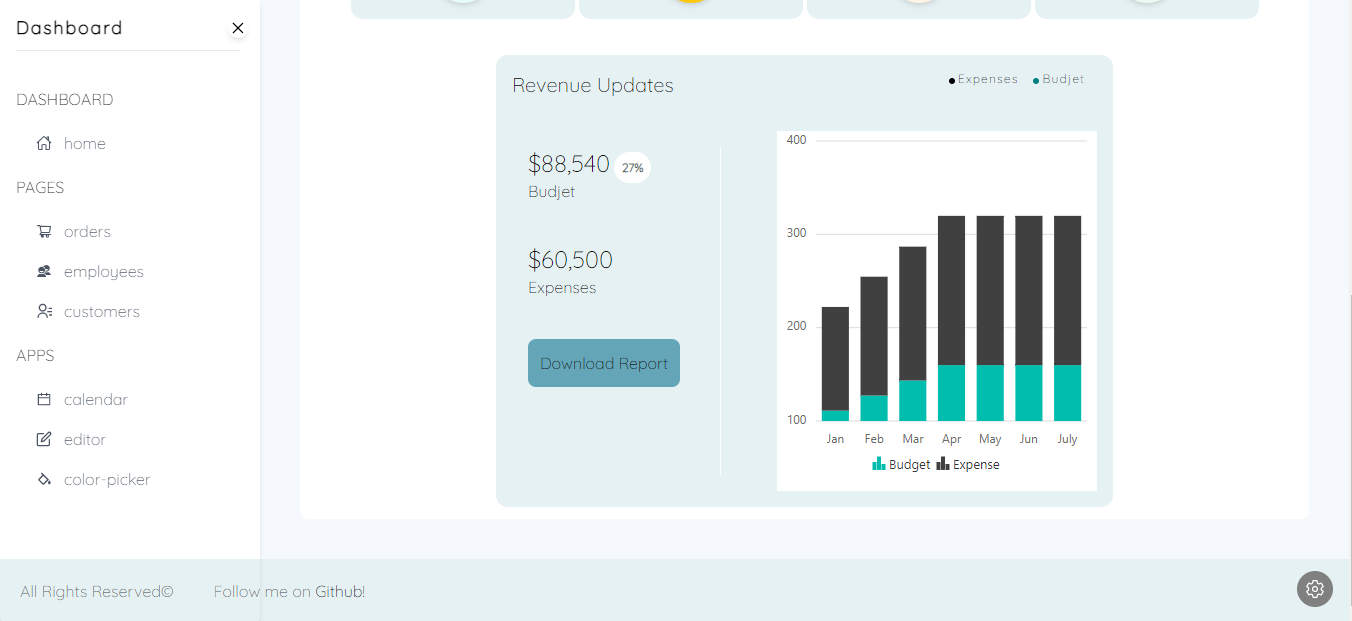 Dashboard
DASHBOARD
home
PAGES
orders
employees
customers
APPS
calendar
editor
color-picker
Revenue Updates
Expenses Budjet
$88,540 27%
Budjet
$60,500
Expenses
Download Report
400
300
200
100
Jan Feb Mar Apr May Jun July
Budget Expense
All Rights Reserved© Follow me on Github!